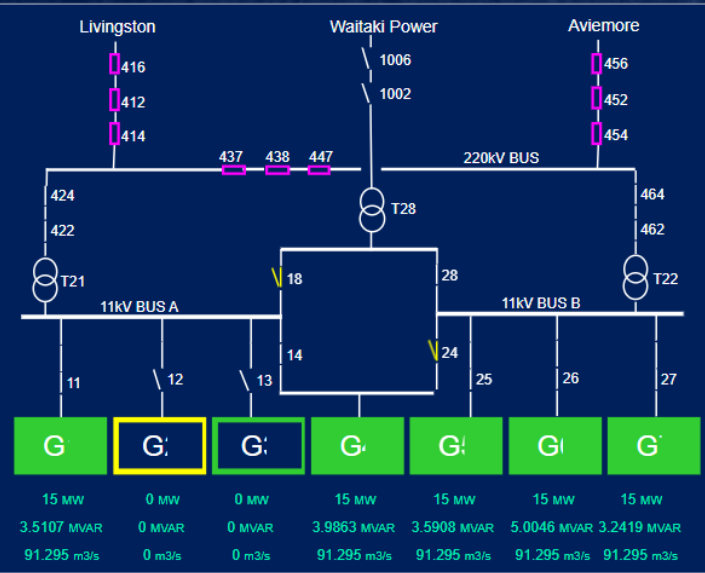 Livingston Waitaki Power Aviemore
416 1006 456
412 1002 452
414 454
437 438 447 220kV BUS
424 T28 464
422 462
T21 18 28 T22
11kV BUS A 11kV BUS B
14 24
11 12 13 25 26 27
G G G G G G G
15 MW 0 MW 0 MW 15 MW 15 MW 15 MW 15 MW
3.5107 MVAR 0 MVAR 0 MVAR 3.9863 MVAR 3.5908 MVAR 5.0046 MVAR 3.2419 MVAR
91.295 m3/s 0 m3/s 0 m3/s 91.295 m3/s 91.295 m3/s 91.295 m3/s 91.295 m3/s